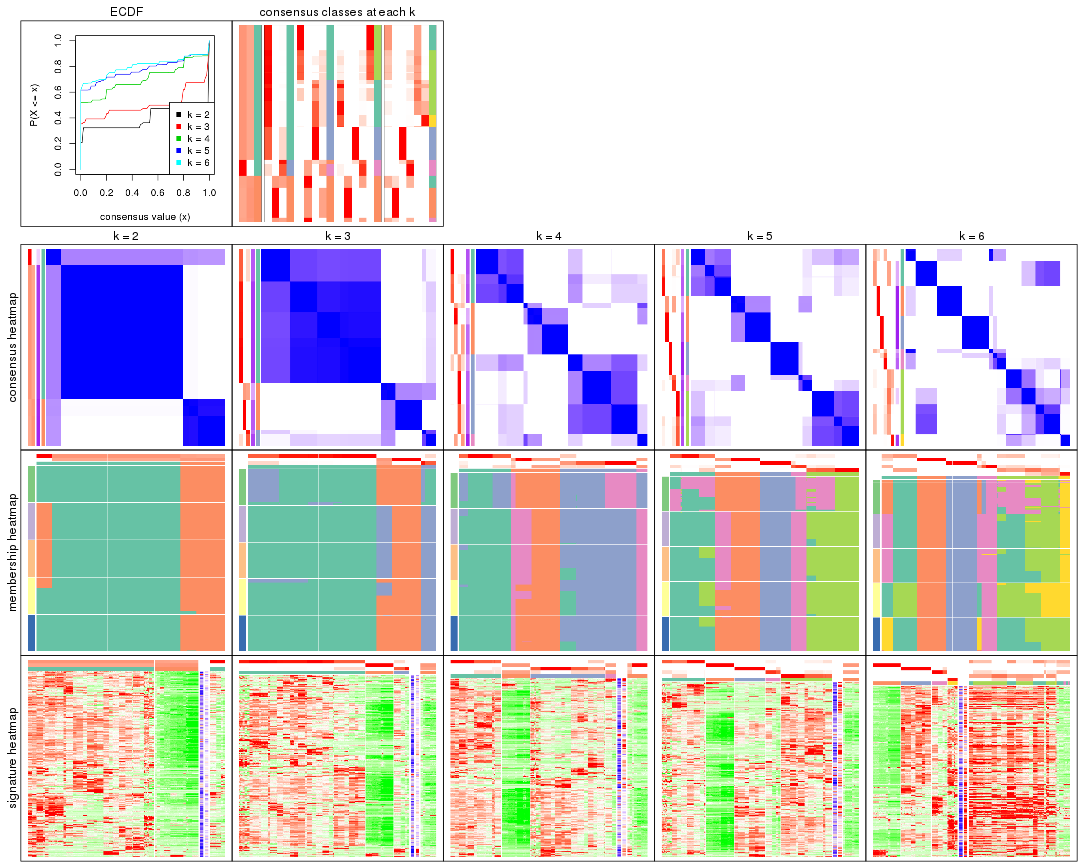 ECDF
consensus classes at each k
P(X <= x)
1.0
0.8
0.6
0.4
0.2
0.0
k = 2
k = 3
k = 4
k = 5
k = 6
0.0 0.2 0.4 0.6 0.8 1.0
consensus value (x)
k = 2
k = 3
k = 4
k = 5
k = 6
consensus heatmap
membership heatmap
signature heatmap